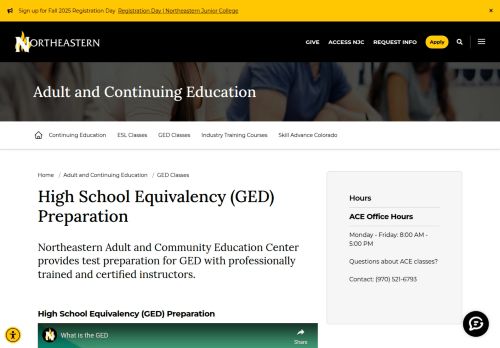 Sign up for Fall 2025 Registration Day Registration Day I Northeastern Junior College ×
NORTHEASTERN GIVE ACCESS NJC REQUEST INFO Apply
Adult and Continuing Education
Continuing Education ESL Classes GED Classes Industry Training Courses Skill Advance Colorado
Home / Adult and Continuing Education / GED Classes
High School Equivalency (GED)
Preparation
Northeastern Adult and Community Education Center
provides test preparation for GED with professionally
trained and certified instructors.
High School Equivalency (GED) Preparation
What is the GED
Share
Hours
ACE Office Hours
Monday - Friday: 8:00 AM -
5:00 PM
Questions about ACE classes?
Contact: (970) 521-6793